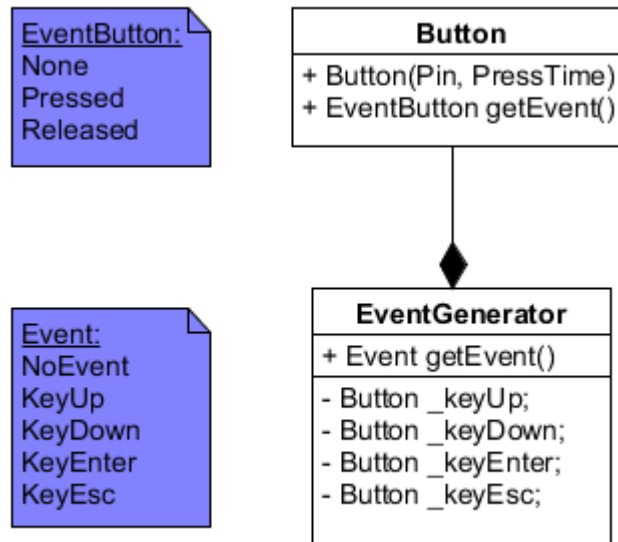 EventButton:
None
Pressed
Released
Button
+ Button(Pin, PressTime)
+ EventButton getEvent()
Event:
NoEvent
KeyUp
KeyDown
KeyEnter
KeyEsc
EventGenerator
+ Event getEvent()
- Button _keyUp;
- Button _keyDown;
- Button _keyEnter;
- Button _keyEsc;